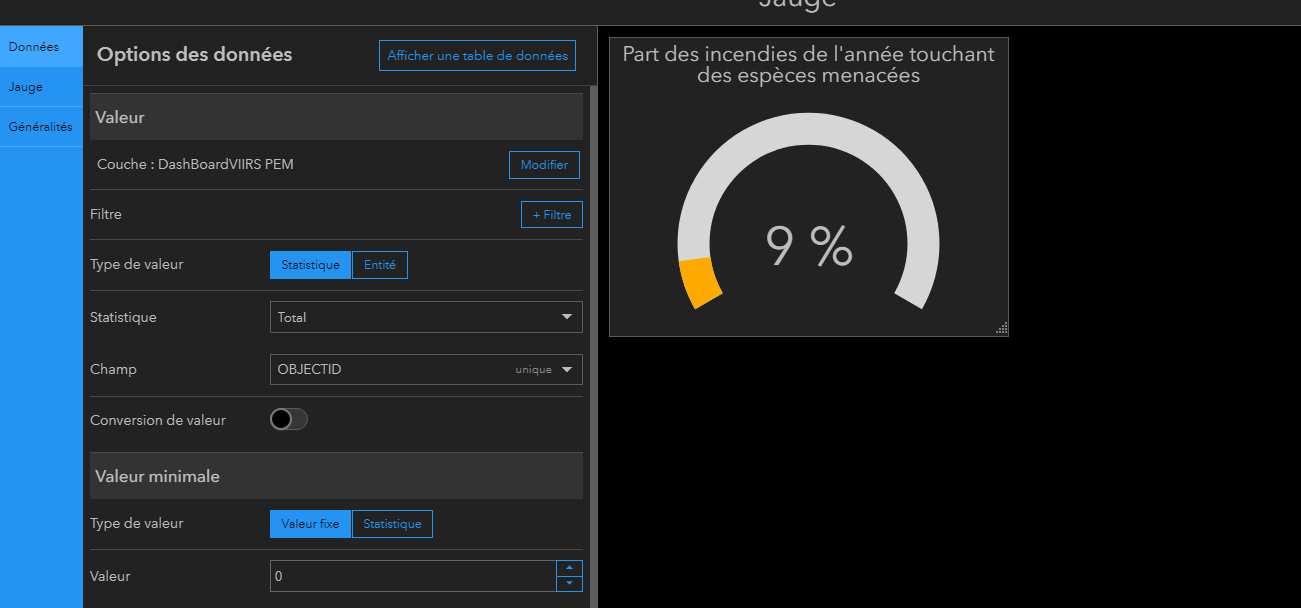 Jauge
Données
Jauge
Généralités
Options des données
Afficher une table de données
Valeur
Couche : DashBoardVIIRS PEM
Modifier
Filtre
+ Filtre
Type de valeur
Statistique
Entité
Statistique
Total
Champ
OBJECTID
unique
Conversion de valeur
Valeur minimale
Type de valeur
Valeur fixe
Statistique
Valeur
0
Part des incendies de l'année touchant
des espèces menacées
9 %